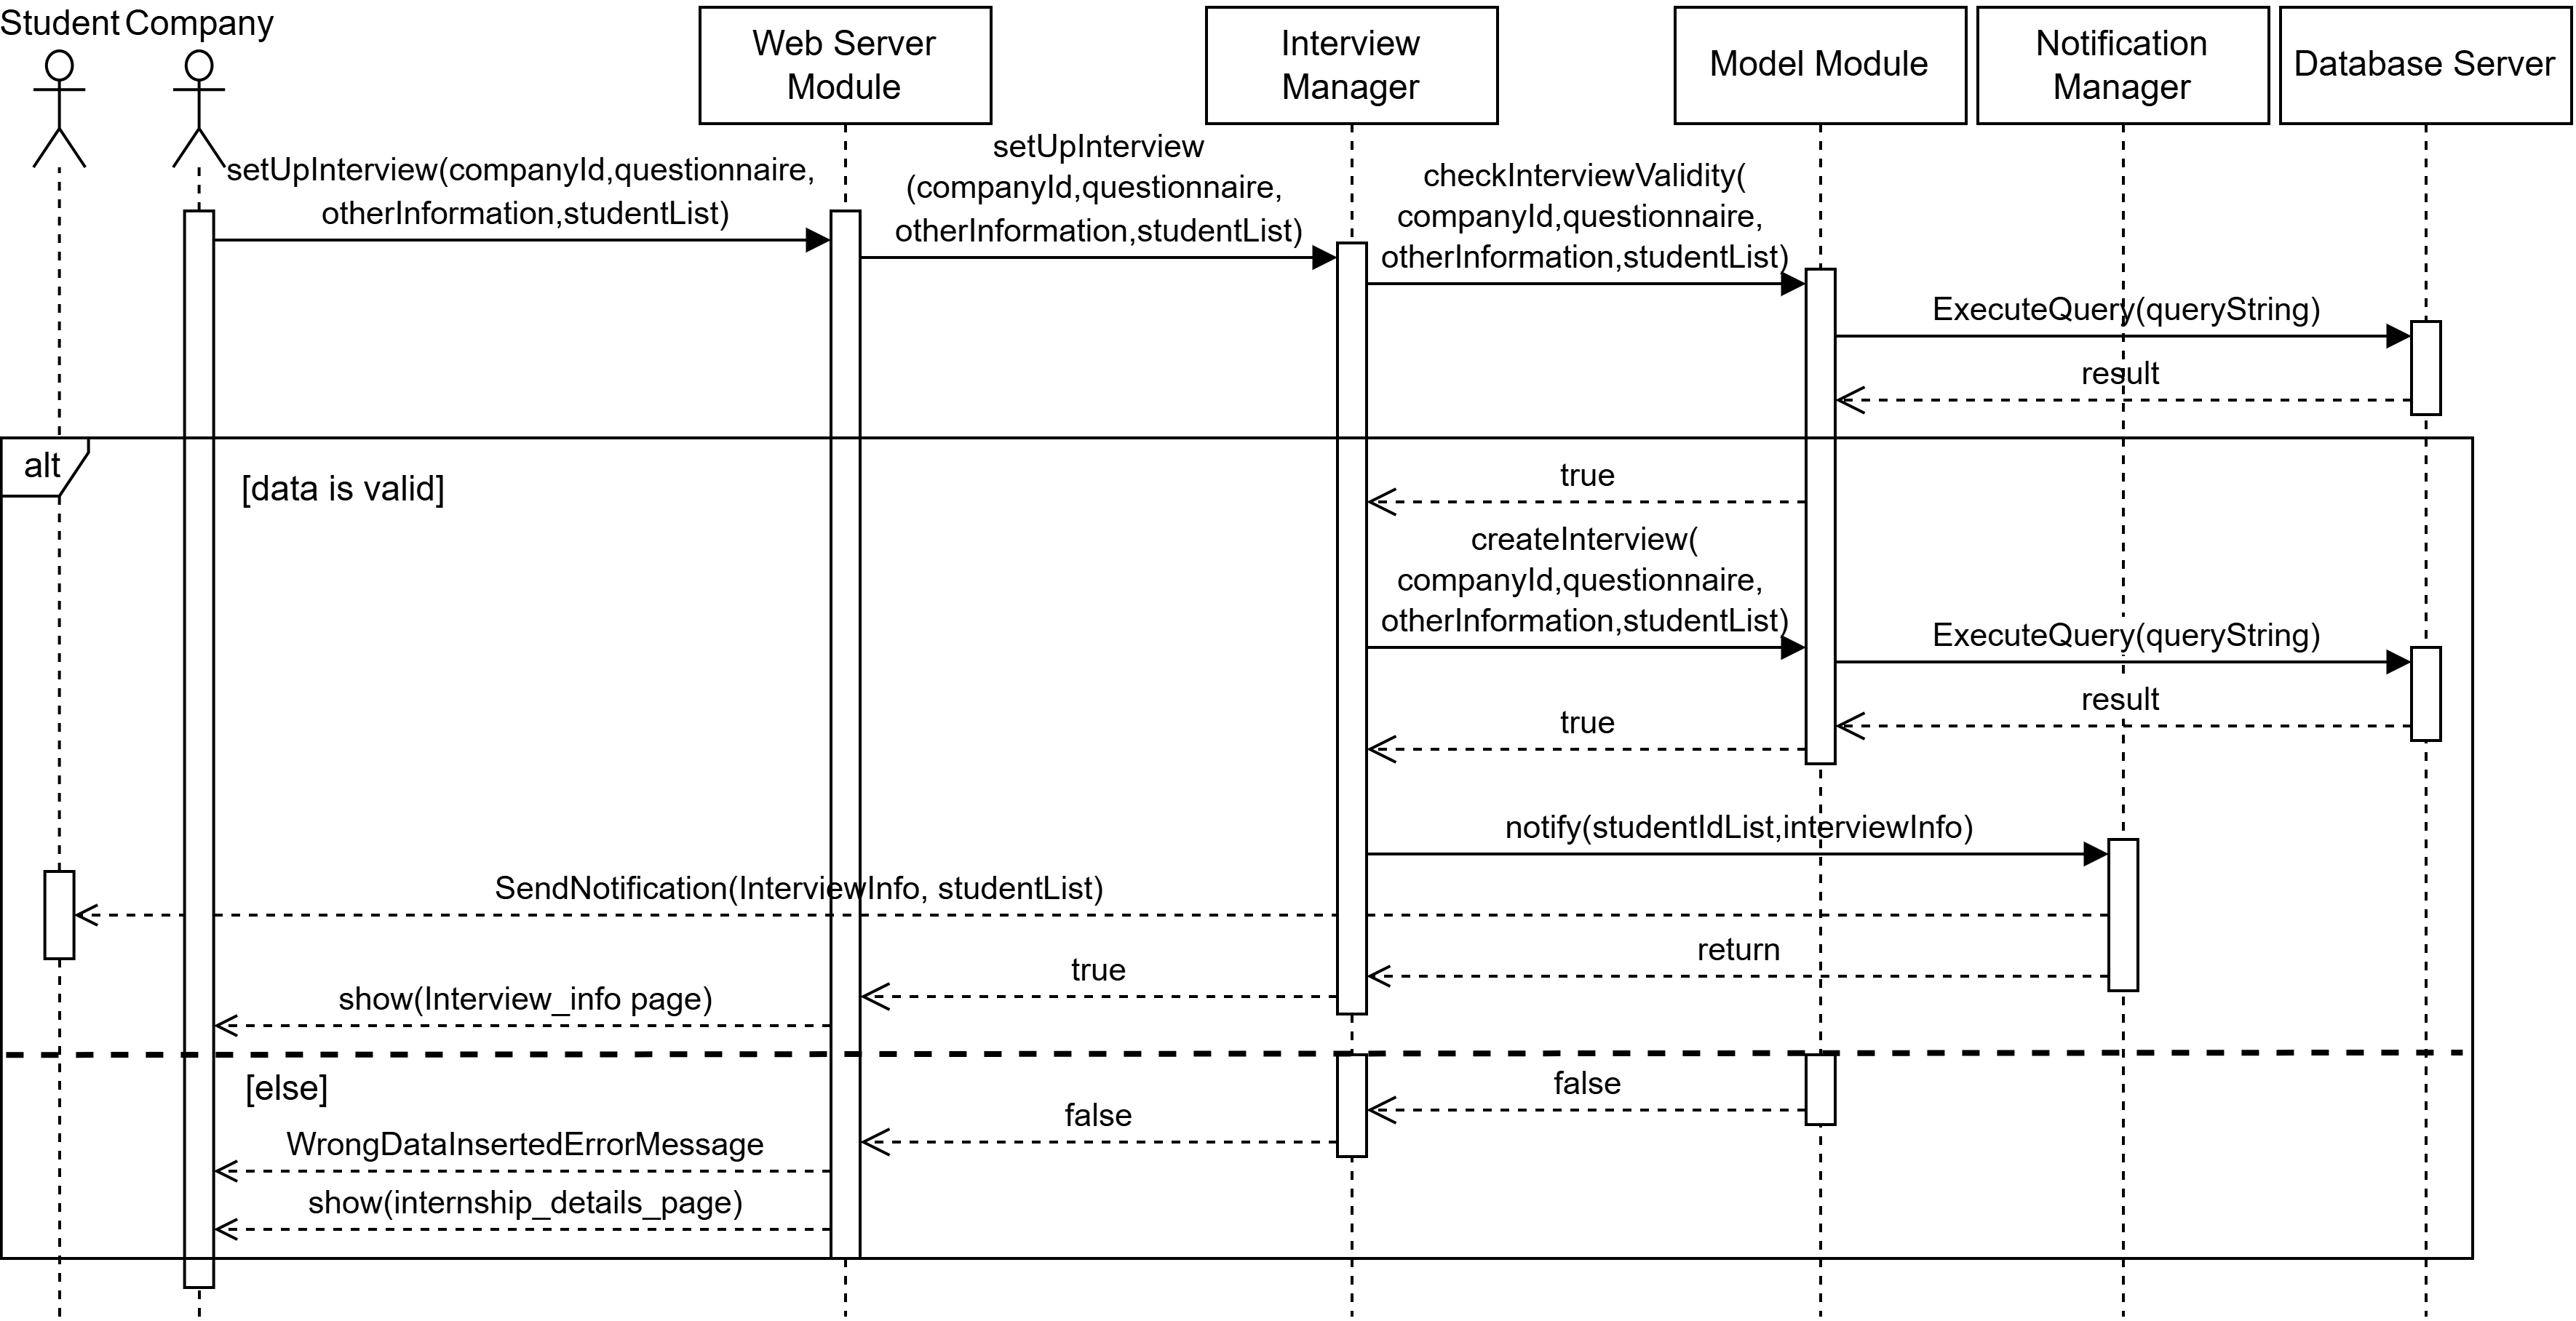 Student Company
Web Server
Module
Interview
Manager
Model Module
Notification
Manager
Database Server
setUpInterview(companyId,questionnaire,
otherInformation,studentList)
setUpInterview
(companyId,questionnaire,
otherInformation,studentList)
checkInterviewValidity(
companyId,questionnaire,
otherInformation,studentList)
ExecuteQuery(queryString)
result
alt
[data is valid]
true
createInterview(
companyId,questionnaire,
otherInformation,studentList)
ExecuteQuery(queryString)
result
true
notify(studentIdList,interviewInfo)
SendNotification(InterviewInfo, studentList)
return
true
show(Interview_info page)
[else]
false
false
WrongDataInsertedErrorMessage
show(internship_details_page)